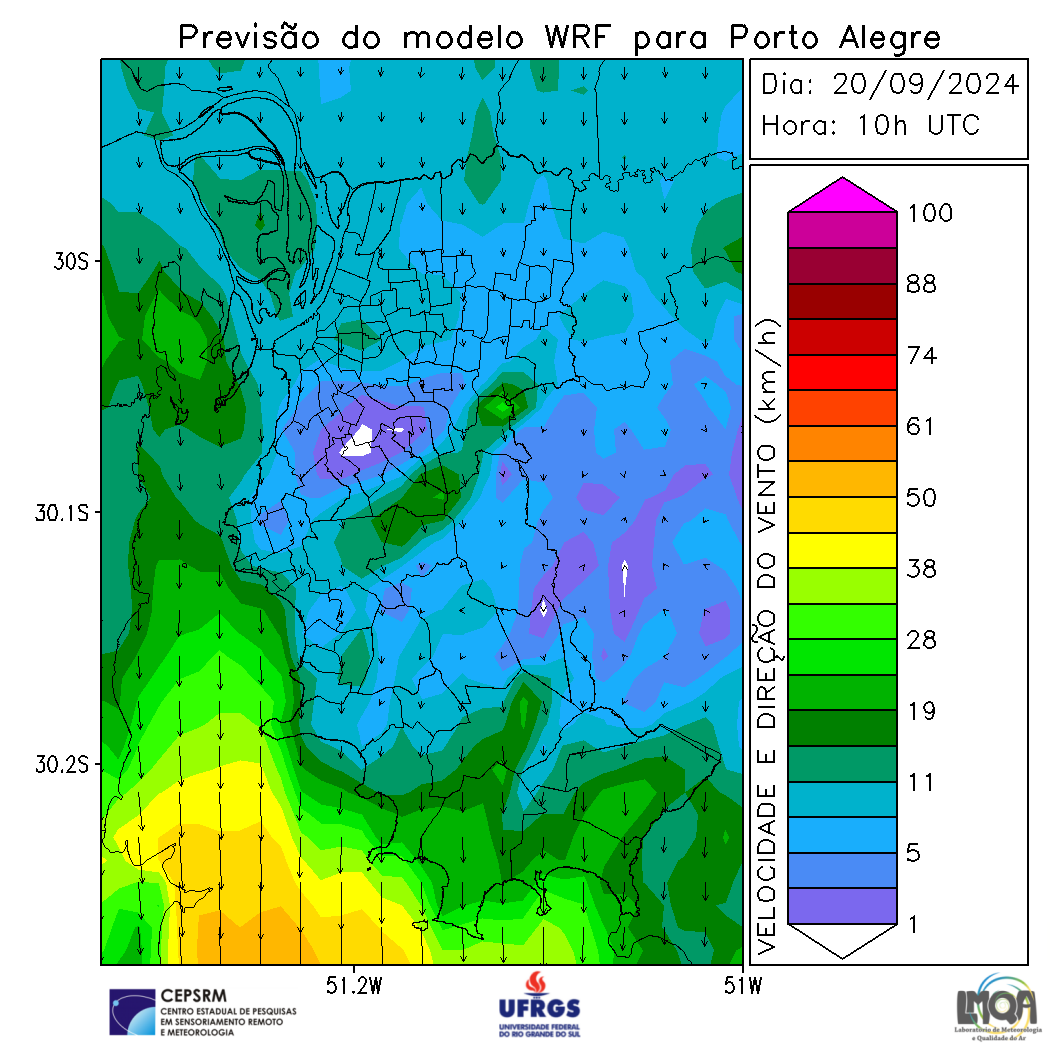 Previsão do modelo WRF para Porto Alegre
Dia: 20/09/2024
Hora: 10h UTC
30S
30.1S
30.2S
51.2W
51W
VELOCIDADE E DIREÇÃO DO VENTO (km/h)
100
88
74
61
50
38
28
19
11
5
1
CEPSRM
CENTRO ESTADUAL DE PESQUISAS
EM SENSORIAMENTO REMOTO
E METEOROLOGIA
UFRGS
UNIVERSIDADE FEDERAL
DO RIO GRANDE DO SUL
LMQA
Laboratório de Meteorologia
e Qualidade do Ar